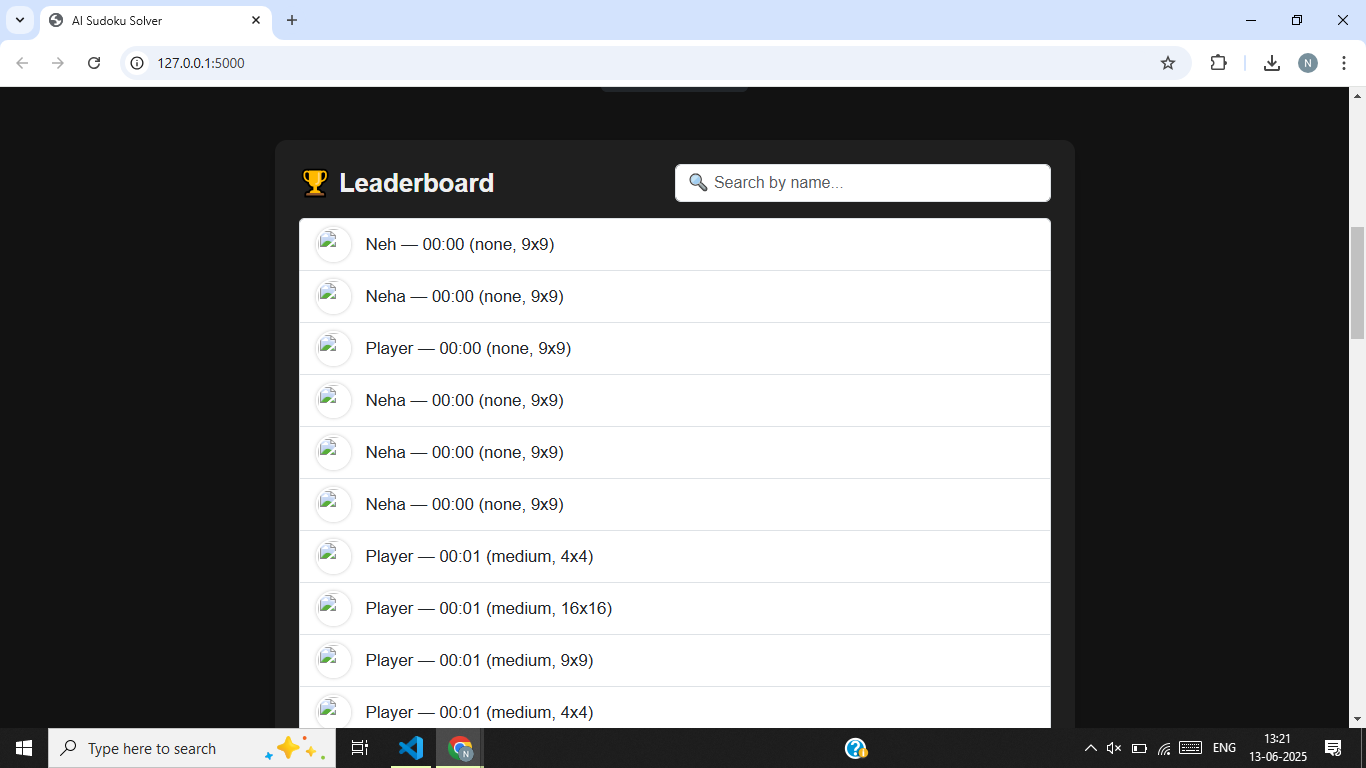 AI Sudoku Solver
127.0.0.1:5000
N
Leaderboard
Search by name...
Neh — 00:00 (none, 9x9)
Neha — 00:00 (none, 9x9)
Player — 00:00 (none, 9x9)
Neha — 00:00 (none, 9x9)
Neha — 00:00 (none, 9x9)
Neha — 00:00 (none, 9x9)
Player — 00:01 (medium, 4x4)
Player — 00:01 (medium, 16x16)
Player — 00:01 (medium, 9x9)
Player — 00:01 (medium, 4x4)
Type here to search
N
ENG
13:21
13-06-2025